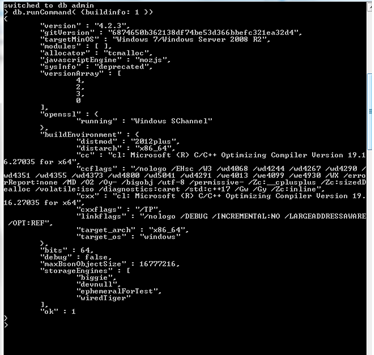 switched to db admin
> db.runCommand( {buildinfo: 1 })
{
"version" : "4.2.3",
"gitVersion" : "6874650b362138df74be53d366bbefc321ea32d4",
"targetMinOS" : "Windows 7/Windows Server 2008 R2",
"modules" : [ ],
"allocator" : "tcmalloc",
"javascriptEngine" : "mozjs",
"sysInfo" : "deprecated",
"versionArray" : [
4,
2,
3,
0
],
"openssl" : {
"running" : "Windows SChannel"
},
"buildEnvironment" : {
"distmod" : "2012plus",
"distarch" : "x86_64",
"cc" : "cl: Microsoft (R) C/C++ Optimizing Compiler Version 19.1
6.27035 for x64",
"ccflags" : "/nologo /EHsc /W3 /wd4068 /wd4244 /wd4267 /wd4290 /
wd4351 /wd4355 /wd4373 /wd4800 /wd5041 /wd4291 /we4013 /we4099 /we4930 /WX /erro
rReport:none /MD /O2 /Oy- /bigobj /utf-8 /permissive- /Zc:__cplusplus /Zc:sizedD
ealloc /volatile:iso /diagnostics:caret /std:c++17 /Gw /Gy /Zc:inline",
"cxx" : "cl: Microsoft (R) C/C++ Optimizing Compiler Version 19.
16.27035 for x64",
"cxxflags" : "/TP",
"linkflags" : "/nologo /DEBUG /INCREMENTAL:NO /LARGEADDRESSAWARE
/OPT:REF",
"target_arch" : "x86_64",
"target_os" : "windows"
},
"bits" : 64,
"debug" : false,
"maxBsonObjectSize" : 16777216,
"storageEngines" : [
"biggie",
"devnull",
"ephemeralForTest",
"wiredTiger"
],
"ok" : 1
}
>